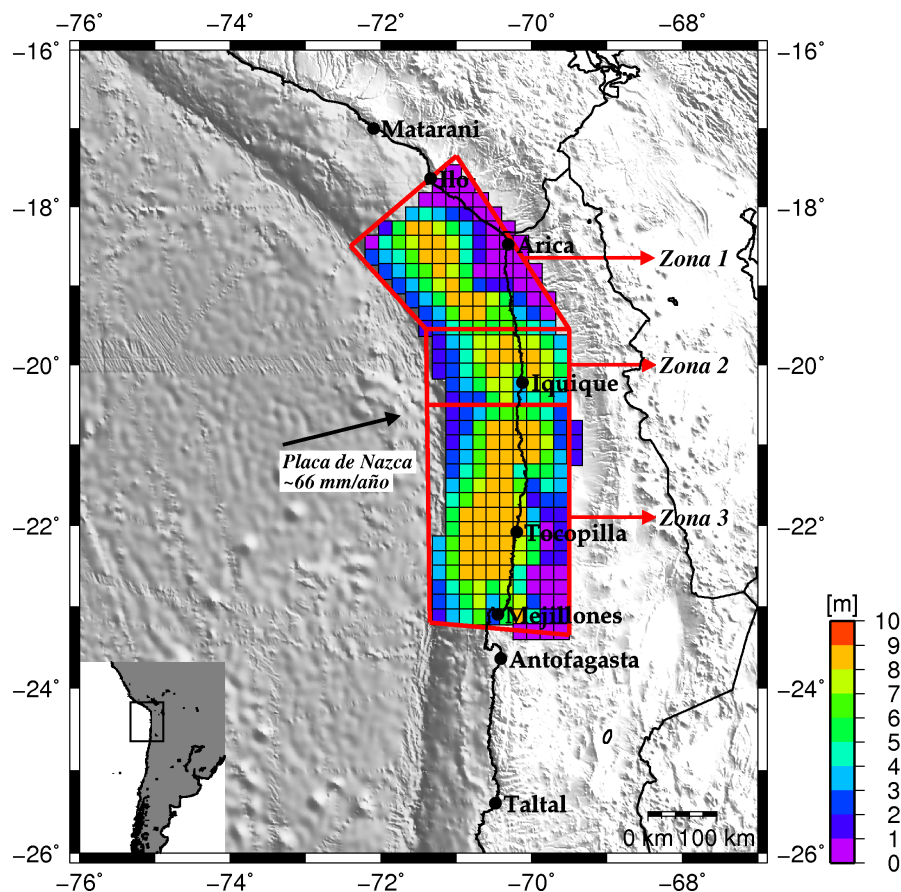 −76° −74° −72° −70° −68°
−16° −16°
Matarani
Ilo
−18° −18°
Arica
Zona 1
−20° −20°
Zona 2
Iquique
Placa de Nazca
~66 mm/año
−22° −22°
Zona 3
Tocopilla
Mejillones
[m]
10
9
8
7
6
5
4
3
2
1
0
Antofagasta
−24° −24°
Taltal
0 km 100 km
−26° −26°
−76° −74° −72° −70° −68°